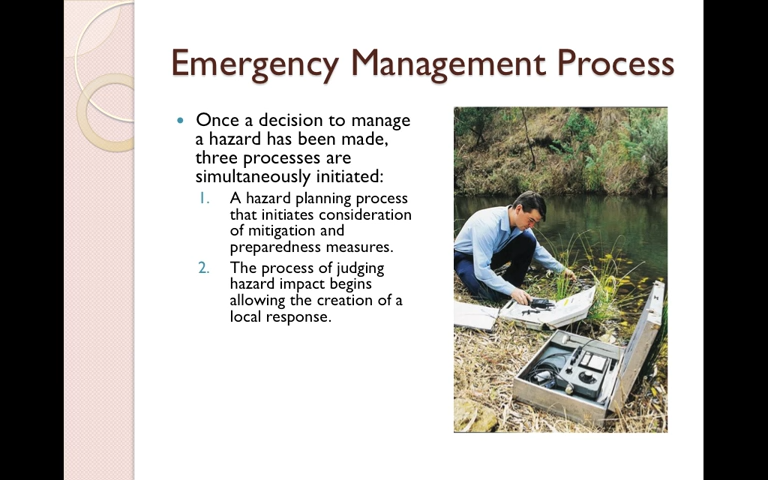 Emergency Management Process
• Once a decision to manage
a hazard has been made,
three processes are
simultaneously initiated:
1. A hazard planning process
that initiates consideration
of mitigation and
preparedness measures.
2. The process of judging
hazard impact begins
allowing the creation of a
local response.